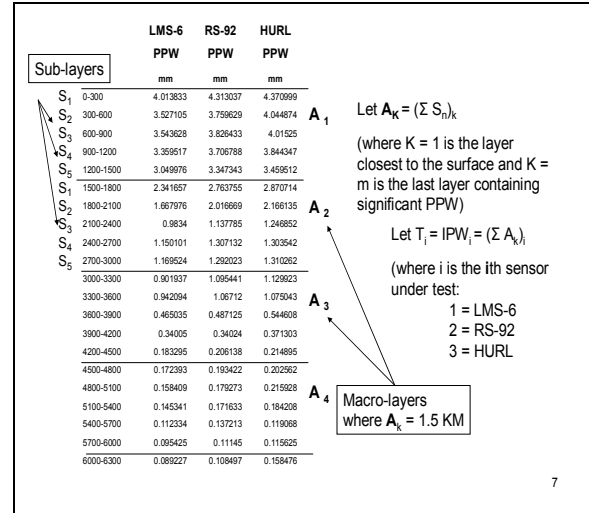 LMS-6 RS-92 HURL
PPW PPW PPW
mm mm mm
Sub-layers
S1 0-300 4.013833 4.313037 4.370999
S2 300-600 3.527105 3.759629 4.044874
S3 600-900 3.543628 3.826433 4.01525
S4 900-1200 3.359517 3.706788 3.844347
S5 1200-1500 3.049976 3.347343 3.459512
A 1
S1 1500-1800 2.341657 2.763755 2.870714
S2 1800-2100 1.667976 2.016669 2.166135
S3 2100-2400 0.9834 1.137785 1.246852
S4 2400-2700 1.150101 1.307132 1.303542
S5 2700-3000 1.169524 1.292023 1.310262
A 2
3000-3300 0.901937 1.095441 1.129923
3300-3600 0.942094 1.06712 1.075043
3600-3900 0.465035 0.487125 0.544608
3900-4200 0.34005 0.34024 0.371303
4200-4500 0.183295 0.206138 0.214895
A 3
4500-4800 0.172393 0.193422 0.202562
4800-5100 0.158409 0.179273 0.215928
5100-5400 0.145341 0.171633 0.184208
5400-5700 0.112334 0.137213 0.119068
5700-6000 0.095425 0.11145 0.115625
A 4
6000-6300 0.089227 0.108497 0.158476
Let AK = (Σ Sn)k
(where K = 1 is the layer
closest to the surface and K =
m is the last layer containing
significant PPW)
Let Ti = IPWi = (Σ Ak)i
(where i is the ith sensor
under test:
1 = LMS-6
2 = RS-92
3 = HURL
Macro-layers
where Ak = 1.5 KM
7